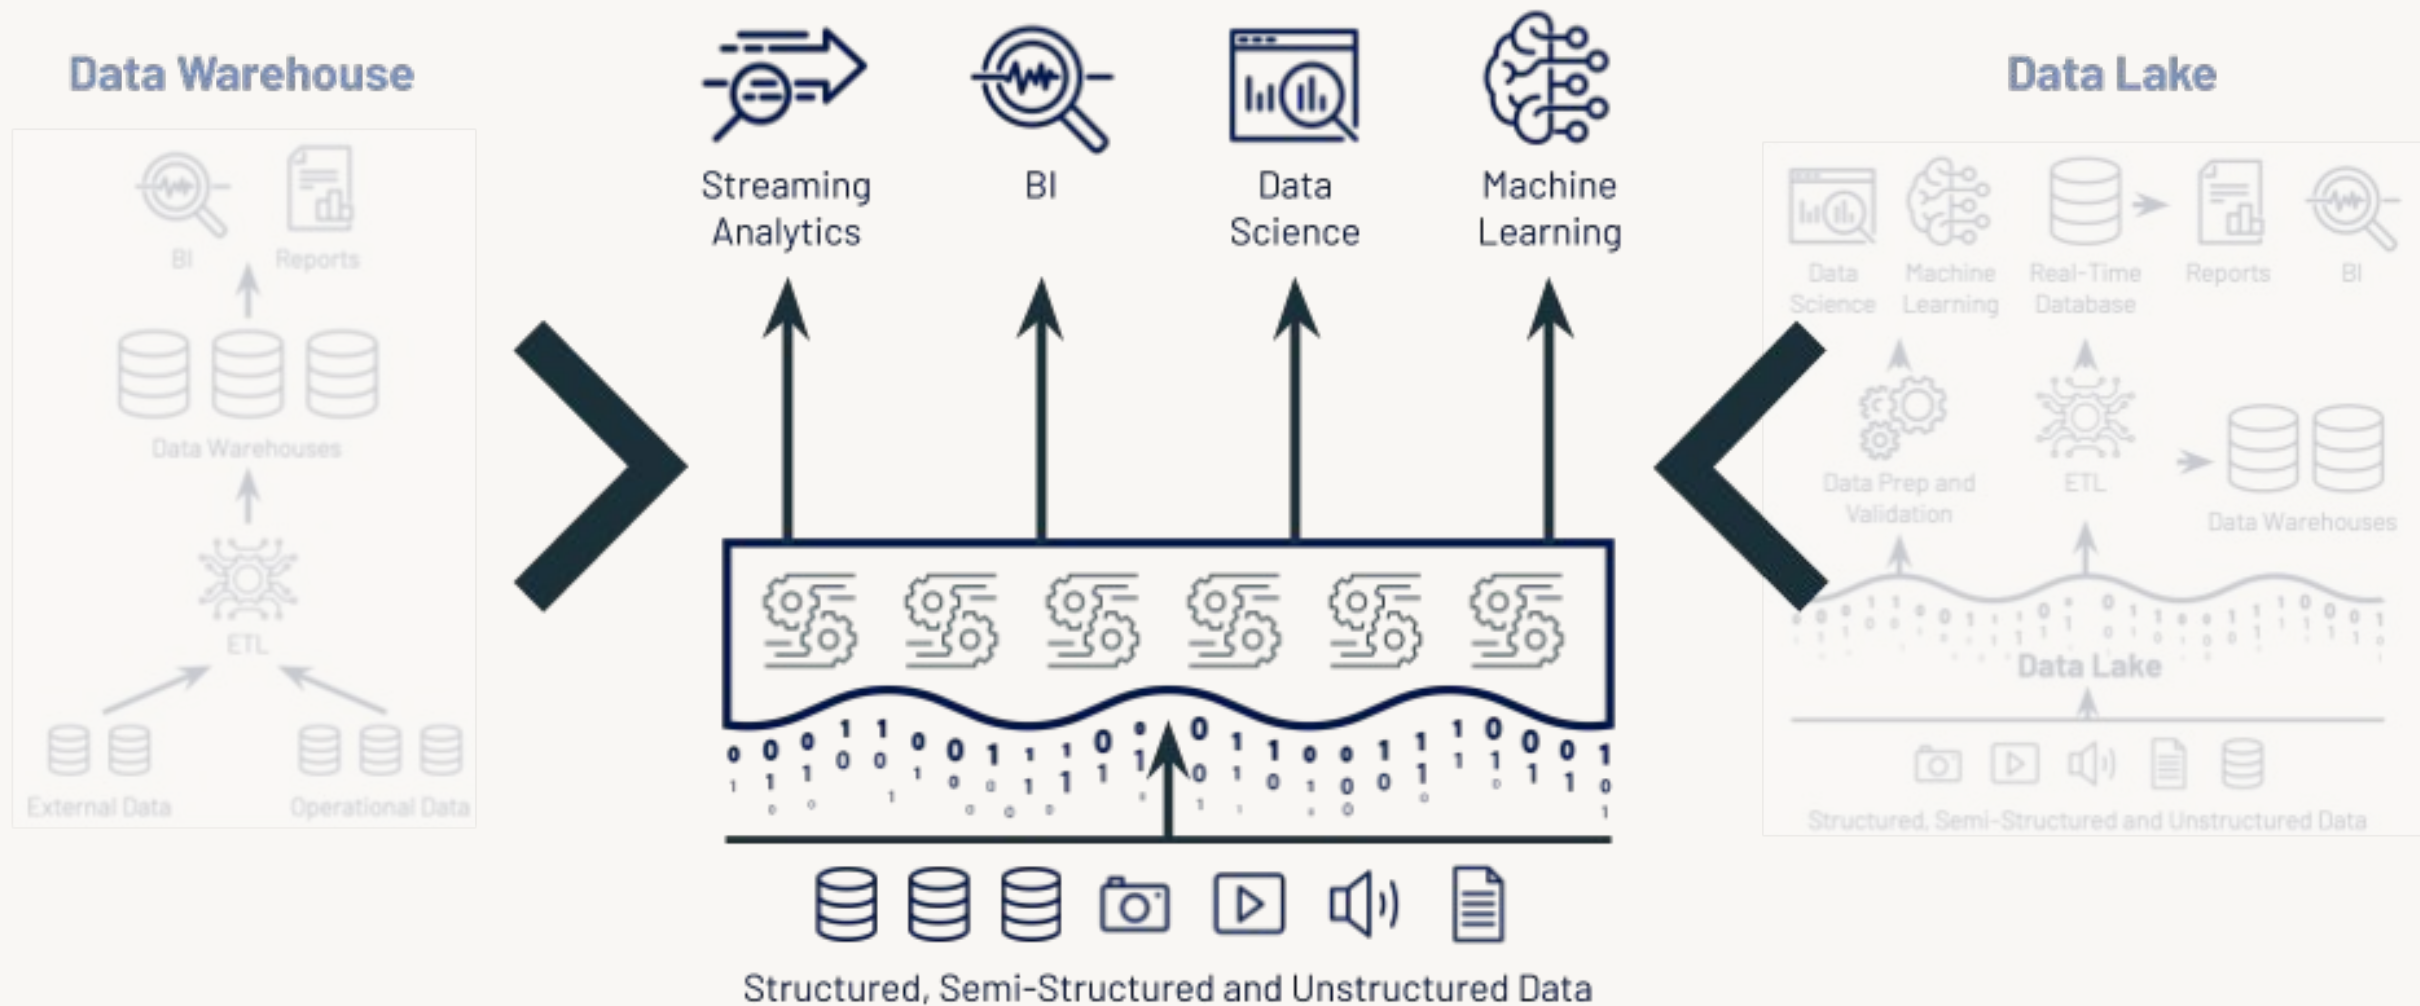 Data Warehouse
BI
Reports
Data Warehouses
ETL
External Data
Operational Data
Streaming
Analytics
BI
Data
Science
Machine
Learning
Structured, Semi-Structured and Unstructured Data
Data Lake
Data
Science
Machine
Learning
Real-Time
Database
Reports
BI
Data Prep and
Validation
ETL
Data Warehouses
Data Lake
Structured, Semi-Structured and Unstructured Data